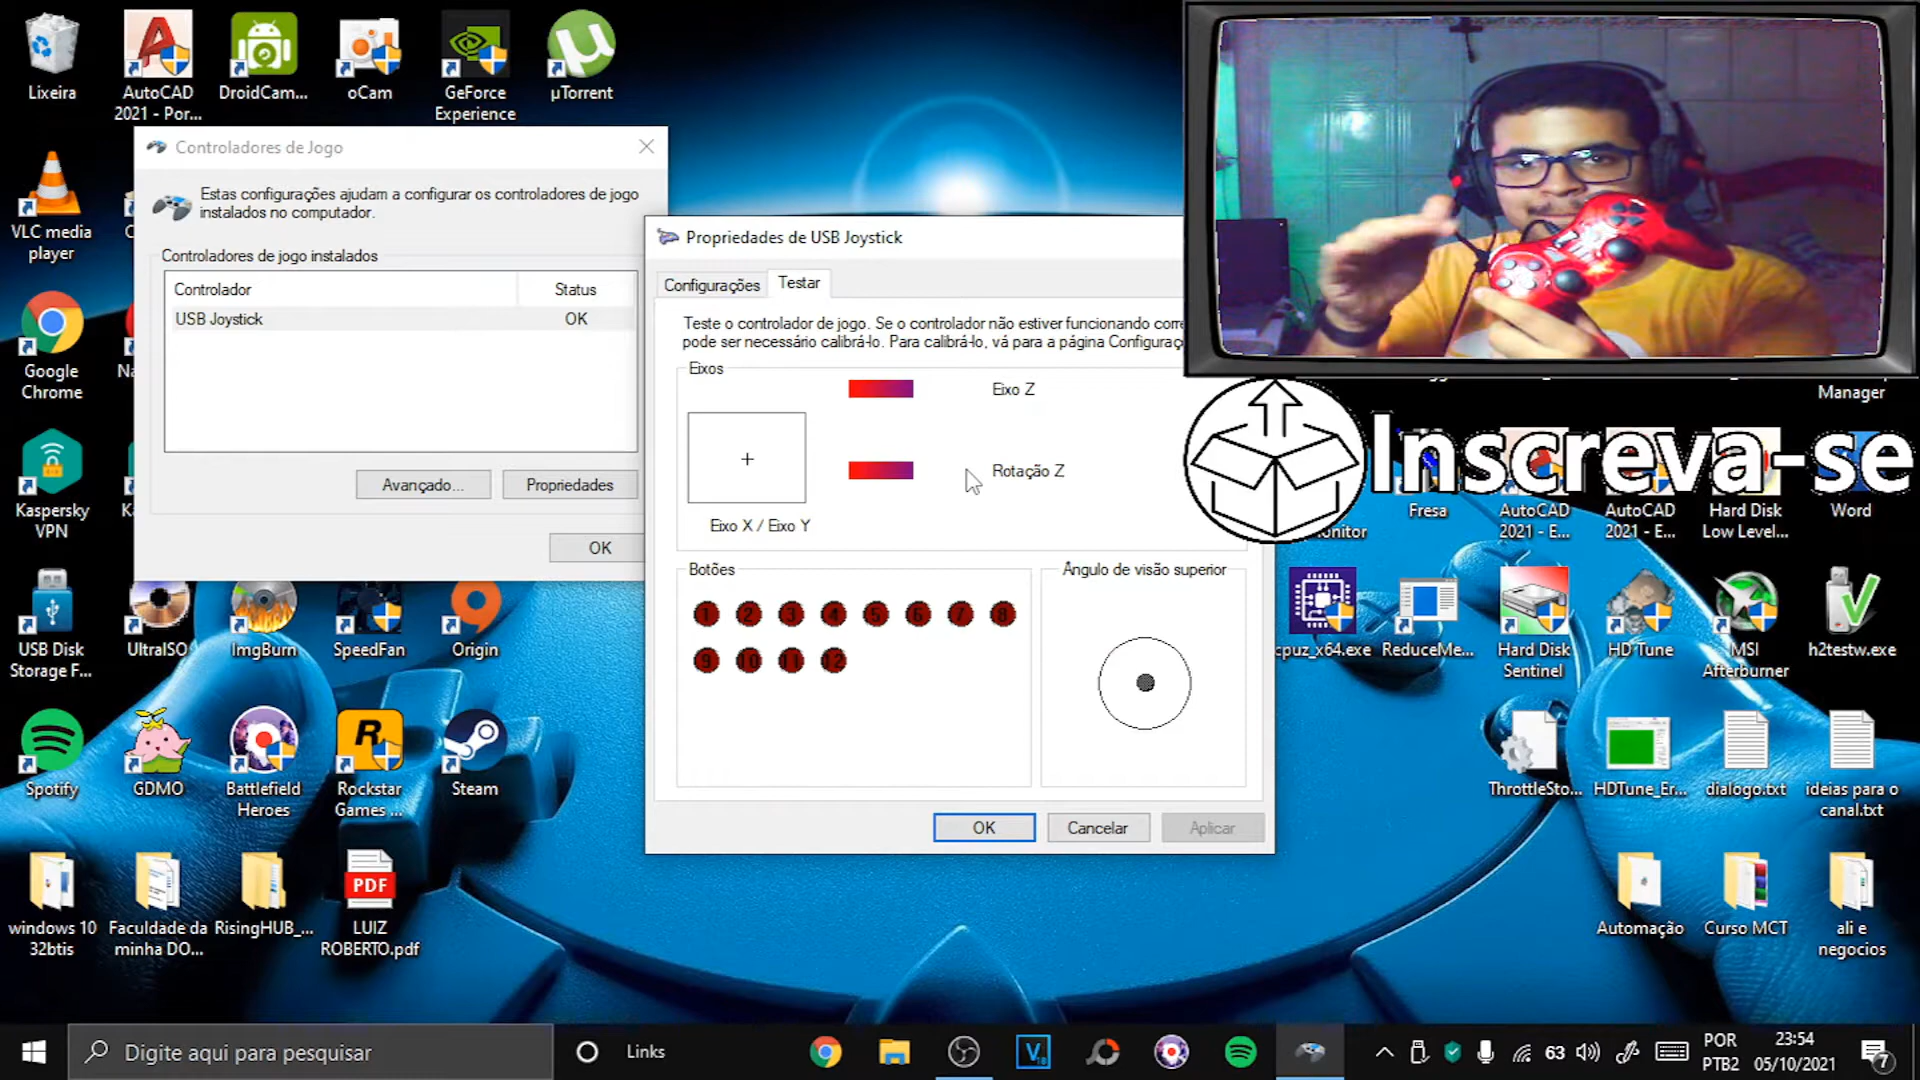 Lixeira
AutoCAD
2021 - Por...
DroidCam...
oCam
GeForce
Experience
µTorrent
Controladores de Jogo
Estas configurações ajudam a configurar os controladores de jogo
instalados no computador.
Controladores de jogo instalados
Controlador
Status
USB Joystick
OK
Avançado...
Propriedades
OK
Propriedades de USB Joystick
Configurações
Testar
Teste o controlador de jogo. Se o controlador não estiver funcionando corre
pode ser necessário calibrá-lo. Para calibrá-lo, vá para a página Configuraç
Eixos
Eixo Z
Rotação Z
Eixo X / Eixo Y
Botões
1 2 3 4 5 6 7 8
9 10 11 12
Ângulo de visão superior
OK
Cancelar
Aplicar
Inscreva-se
VLC media
player
Google
Chrome
Kaspersky
VPN
USB Disk
Storage F...
UltraISO
ImgBurn
SpeedFan
Origin
Spotify
GDMO
Battlefield
Heroes
Rockstar
Games ...
Steam
windows 10
32btis
Faculdade da
minha DO...
RisingHUB_...
PDF
LUIZ
ROBERTO.pdf
Manager
Fresa
AutoCAD
2021 - E...
AutoCAD
2021 - E...
Hard Disk
Low Level...
Word
cpuz_x64.exe
ReduceMe...
Hard Disk
Sentinel
HD Tune
MSI
Afterburner
h2testw.exe
ThrottleSto...
HDTune_Er...
dialogo.txt
ideias para o
canal.txt
Automação
Curso MCT
ali e
negocios
Digite aqui para pesquisar
Links
63
POR
PTB2
23:54
05/10/2021
7